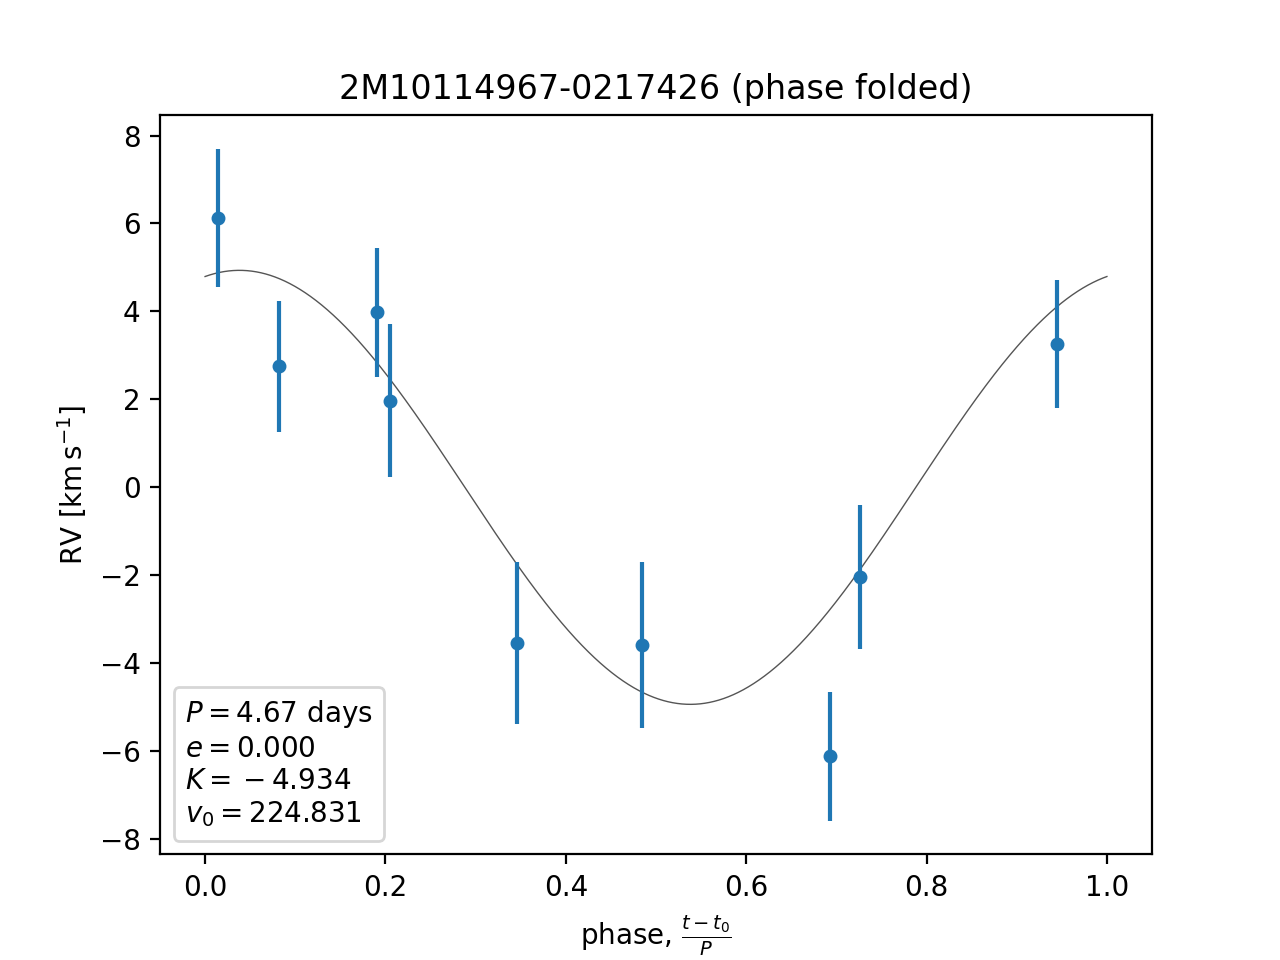 2M10114967-0217426 (phase folded)
8
6
4
2
0
−2
−4
−6
−8
RV [km s⁻¹]
P = 4.67 days
e = 0.000
K = − 4.934
v₀ = 224.831
0.0 0.2 0.4 0.6 0.8 1.0
phase, (t − t₀)/P